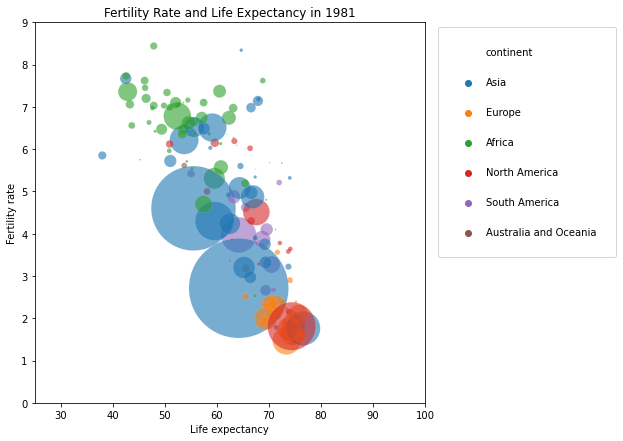 Fertility Rate and Life Expectancy in 1981
9
8
7
6
5
4
3
2
1
0
Fertility rate
30 40 50 60 70 80 90 100
Life expectancy
continent
Asia
Europe
Africa
North America
South America
Australia and Oceania